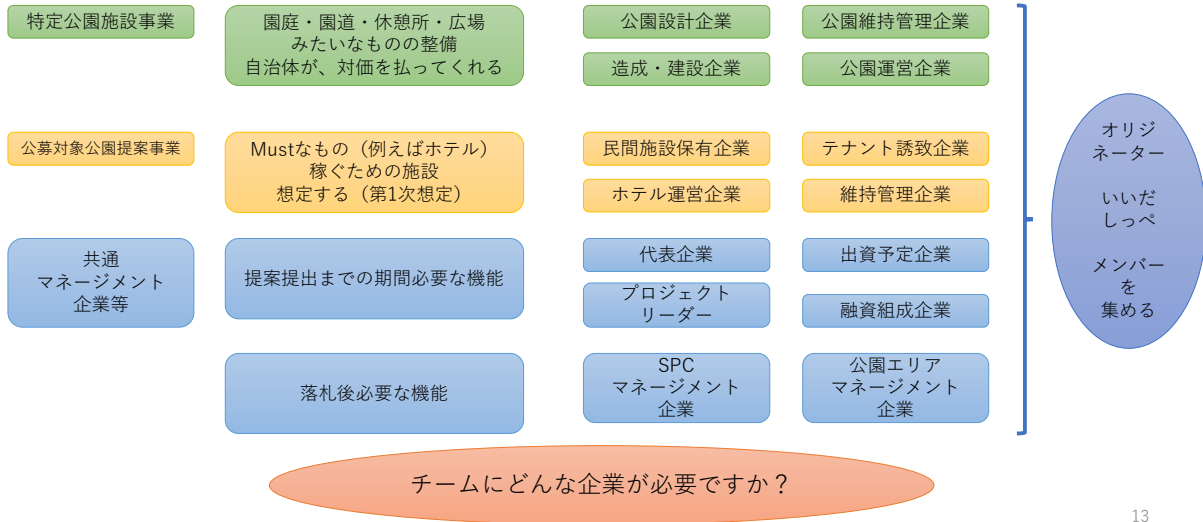 特定公園施設事業
園庭・園道・休憩所・広場
みたいなものの整備
自治体が、対価を払ってくれる
公園設計企業
公園維持管理企業
造成・建設企業
公園運営企業
公募対象公園提案事業
Mustなもの（例えばホテル）
稼ぐための施設
想定する（第1次想定）
民間施設保有企業
テナント誘致企業
ホテル運営企業
維持管理企業
共通
マネージメント
企業等
提案提出までの期間必要な機能
代表企業
出資予定企業
プロジェクト
リーダー
融資組成企業
落札後必要な機能
SPC
マネージメント
企業
公園エリア
マネージメント
企業
オリジ
ネーター
いいだ
しっぺ
メンバー
を
集める
チームにどんな企業が必要ですか？
13